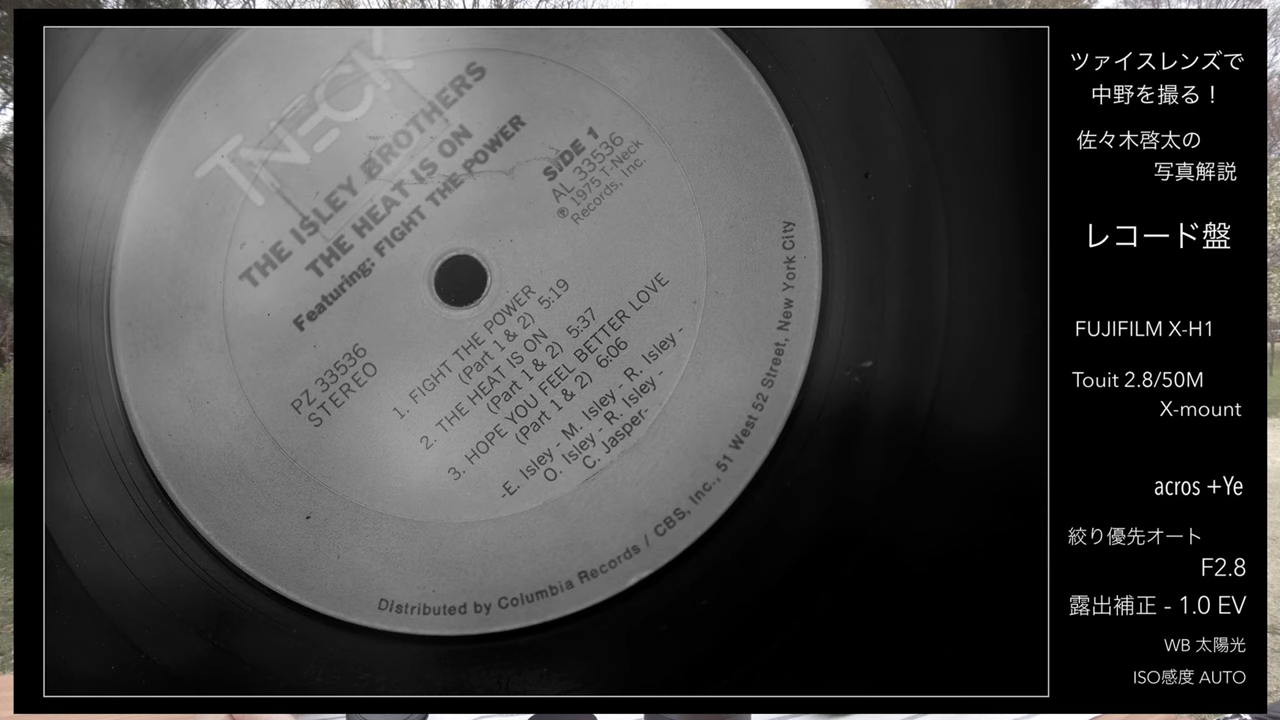 TNECK
THE ISLEY BROTHERS
THE HEAT IS ON
Featuring: FIGHT THE POWER
SIDE 1
AL 33536
℗ 1975 T-Neck
Records, Inc.
PZ 33536
STEREO
1. FIGHT THE POWER
(Part 1 & 2) 5:19
2. THE HEAT IS ON
(Part 1 & 2) 5:37
3. HOPE YOU FEEL BETTER LOVE
(Part 1 & 2) 6:06
-E. Isley - M. Isley - R. Isley -
O. Isley - R. Isley -
C. Jasper-
Distributed by Columbia Records / CBS, Inc., 51 West 52 Street, New York City
ツァイスレンズで
中野を撮る！
佐々木啓太の
写真解説
レコード盤
FUJIFILM X-H1
Touit 2.8/50M
X-mount
acros +Ye
絞り優先オート
F2.8
露出補正 - 1.0 EV
WB 太陽光
ISO感度 AUTO